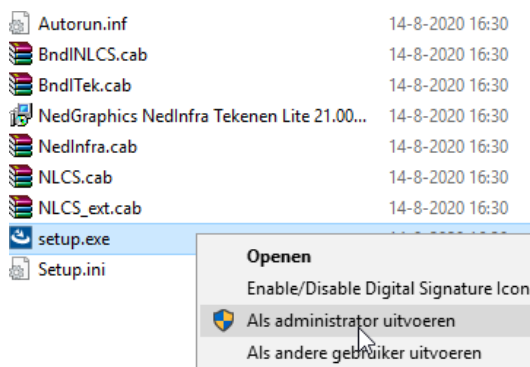 Autorun.inf 14-8-2020 16:30
BndlNLCS.cab 14-8-2020 16:30
BndlTek.cab 14-8-2020 16:30
NedGraphics NedInfra Tekenen Lite 21.00... 14-8-2020 16:30
NedInfra.cab 14-8-2020 16:30
NLCS.cab 14-8-2020 16:30
NLCS_ext.cab 14-8-2020 16:30
setup.exe
Setup.ini
Openen
Enable/Disable Digital Signature Icon
Als administrator uitvoeren
Als andere gebruiker uitvoeren